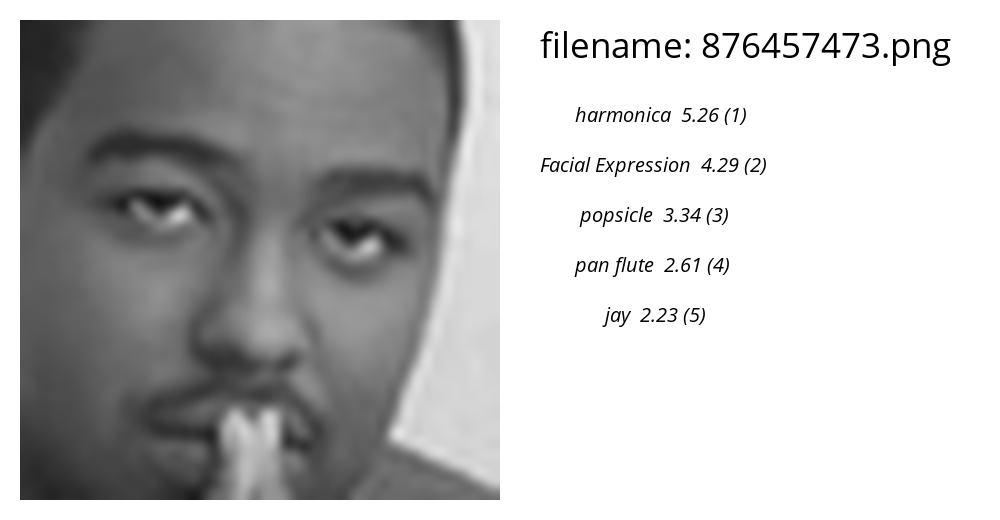 filename: 876457473.png
harmonica 5.26 (1)
Facial Expression 4.29 (2)
popsicle 3.34 (3)
pan flute 2.61 (4)
jay 2.23 (5)